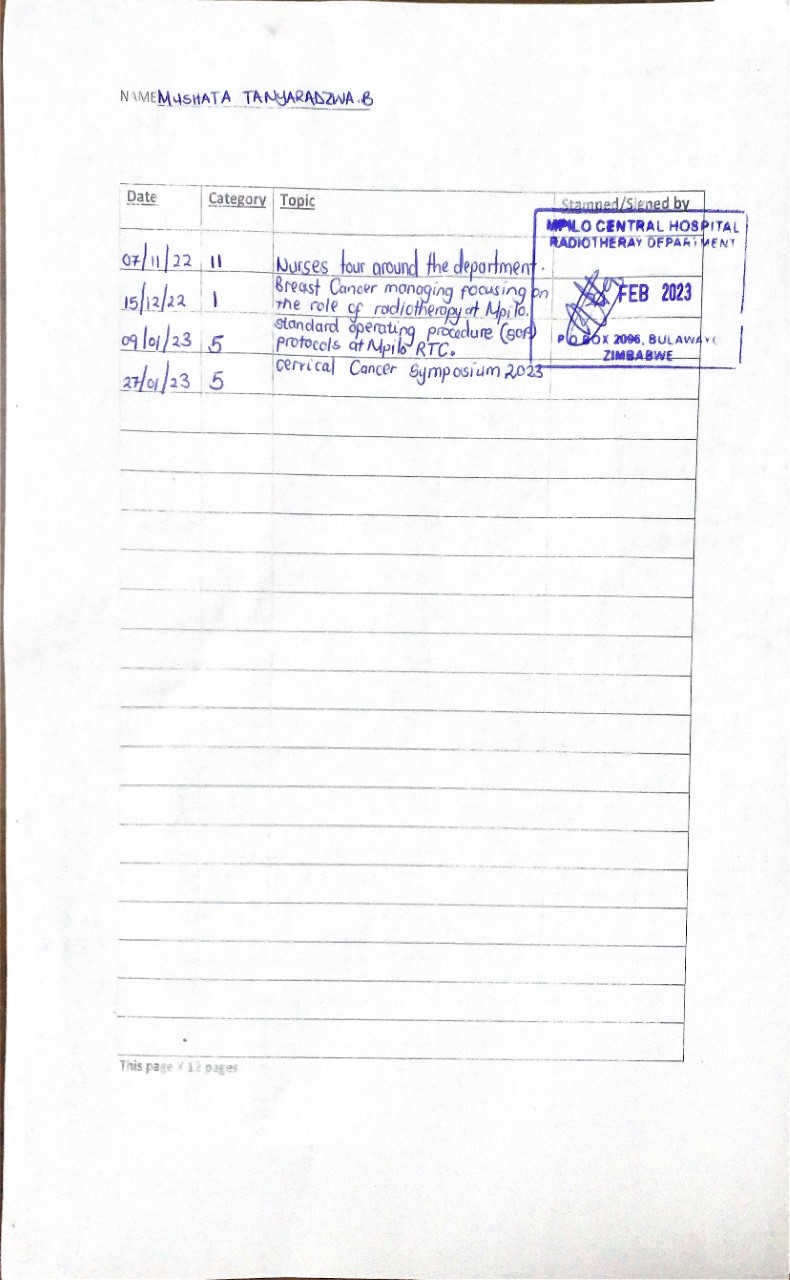 NAME MUSHATA TANYARADZWA.B
Date Category Topic Stamped/Signed by
MPILO CENTRAL HOSPITAL
RADIOTHERAY DEPARTMENT
07/11/22 11 Nurses tour around the department.
Breast Cancer managing focusing on
15/12/22 1 the role of radiotherapy at Mpilo.
FEB 2023
standard operating procedure (SOP)
09/01/23 5 protocols at Mpilo RTC.
P O BOX 2096, BULAWAYO
ZIMBABWE
27/01/23 5 Cervical Cancer Symposium 2023
This page x 12 pages